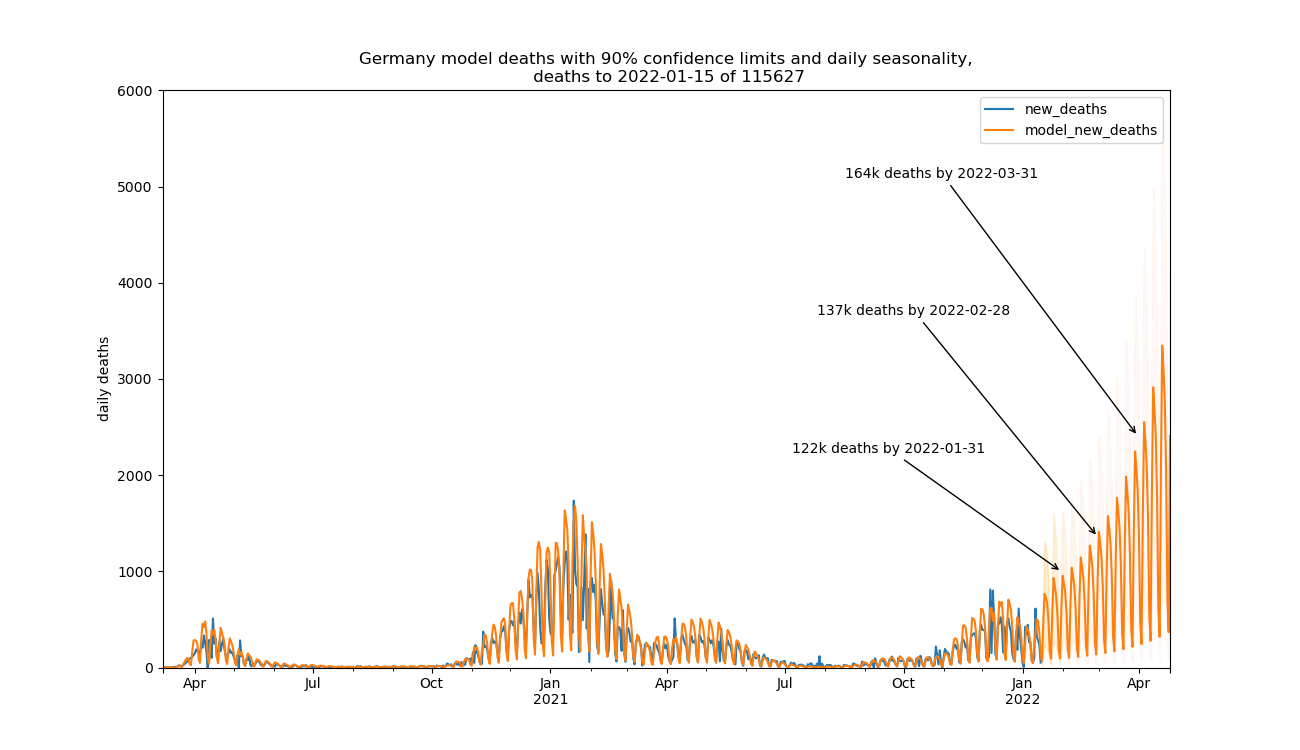 Germany model deaths with 90% confidence limits and daily seasonality,
deaths to 2022-01-15 of 115627
6000
5000
4000
3000
2000
1000
0
daily deaths
new_deaths
model_new_deaths
164k deaths by 2022-03-31
137k deaths by 2022-02-28
122k deaths by 2022-01-31
Apr
Jul
Oct
Jan
2021
Apr
Jul
Oct
Jan
2022
Apr